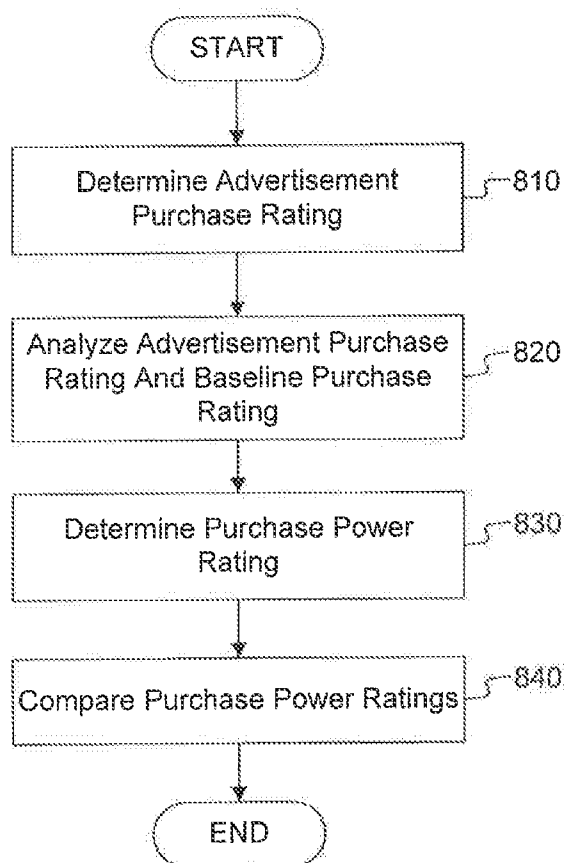 START
Determine Advertisement
Purchase Rating
810
Analyze Advertisement Purchase
Rating And Baseline Purchase
Rating
820
Determine Purchase Power
Rating
830
Compare Purchase Power Ratings
840
END